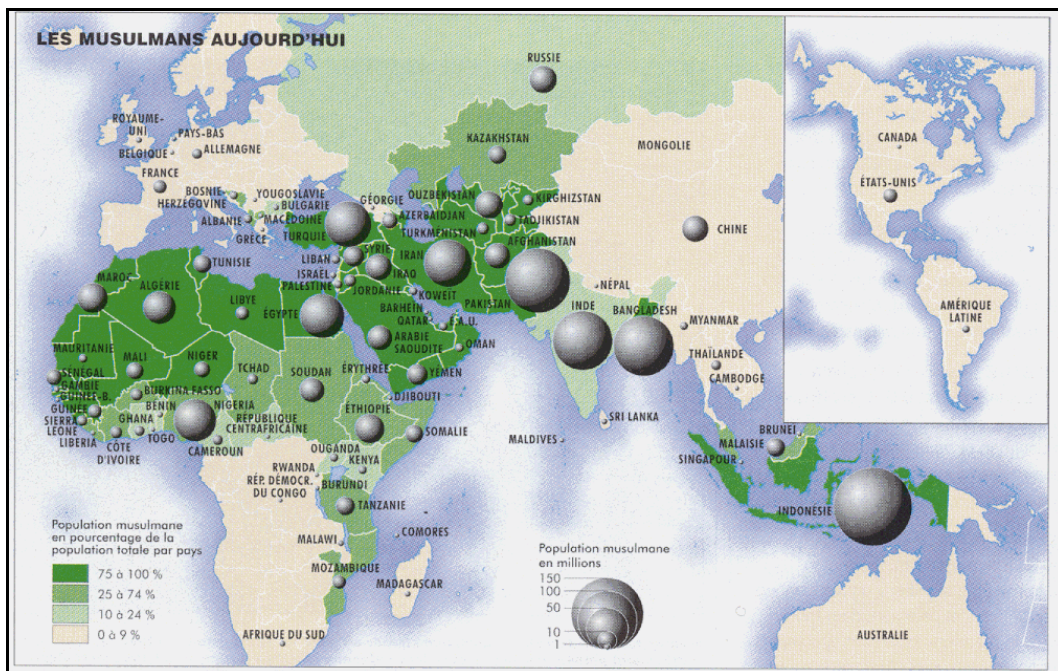 LES MUSULMANS AUJOURD'HUI
RUSSIE
ROYAUME-
UNI
PAYS-BAS
BELGIQUE
ALLEMAGNE
FRANCE
KAZAKHSTAN
MONGOLIE
CANADA
ÉTATS-UNIS
AMÉRIQUE
LATINE
BOSNIE
HERZÉGOVINE
YOUGOSLAVIE
BULGARIE
MACÉDOINE
ALBANIE
GRÈCE
TURQUIE
GÉORGIE
AZERBAÏDJAN
OUZBÉKISTAN
KIRGHIZSTAN
TADJIKISTAN
TURKMÉNISTAN
AFGHANISTAN
CHINE
TUNISIE
LIBAN
SYRIE
IRAN
ISRAËL
IRAQ
PALESTINE
JORDANIE
KOWEIT
PAKISTAN
NÉPAL
MAROC
ALGÉRIE
LIBYE
ÉGYPTE
BARHEÏN
QATAR
É.A.U.
ARABIE
SAOUDITE
OMAN
INDE
BANGLADESH
MYANMAR
MAURITANIE
MALI
NIGER
TCHAD
SOUDAN
ÉRYTHRÉE
YEMEN
THAÏLANDE
CAMBODGE
SÉNÉGAL
GAMBIE
GUINÉE-B.
GUINÉE
SIERRA
LEONE
LIBERIA
BURKINA-FASSO
BÉNIN
GHANA
TOGO
CÔTE
D'IVOIRE
NIGERIA
RÉPUBLIQUE
CENTRAFRICAINE
CAMEROUN
DJIBOUTI
ÉTHIOPIE
SOMALIE
SRI LANKA
MALDIVES
BRUNEI
MALAISIE
SINGAPOUR
INDONÉSIE
OUGANDA
KENYA
RWANDA
RÉP. DÉMOCR.
DU CONGO
BURUNDI
TANZANIE
MALAWI
COMORES
MOZAMBIQUE
MADAGASCAR
AFRIQUE DU SUD
AUSTRALIE
Population musulmane
en pourcentage de la
population totale par pays
75 à 100 %
25 à 74 %
10 à 24 %
0 à 9 %
Population musulmane
en millions
150
100
50
10
1